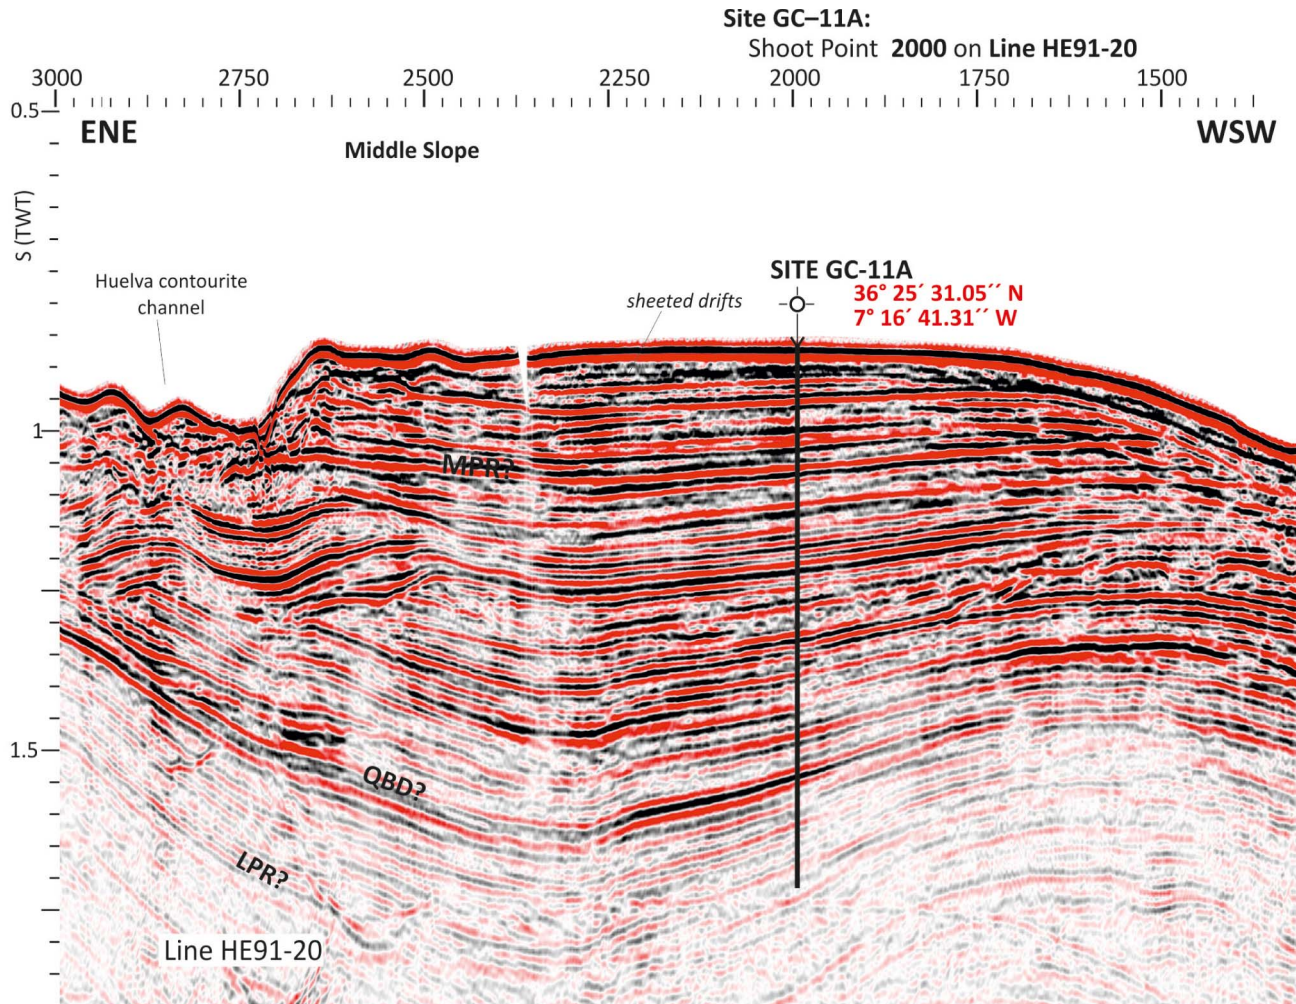 Site GC–11A:
Shoot Point 2000 on Line HE91-20
3000 2750 2500 2250 2000 1750 1500
0.5
ENE
WSW
Middle Slope
S (TWT)
Huelva contourite
channel
sheeted drifts
SITE GC-11A
36° 25´ 31.05´´ N
7° 16´ 41.31´´ W
1
MPR?
1.5
QBD?
LPR?
Line HE91-20